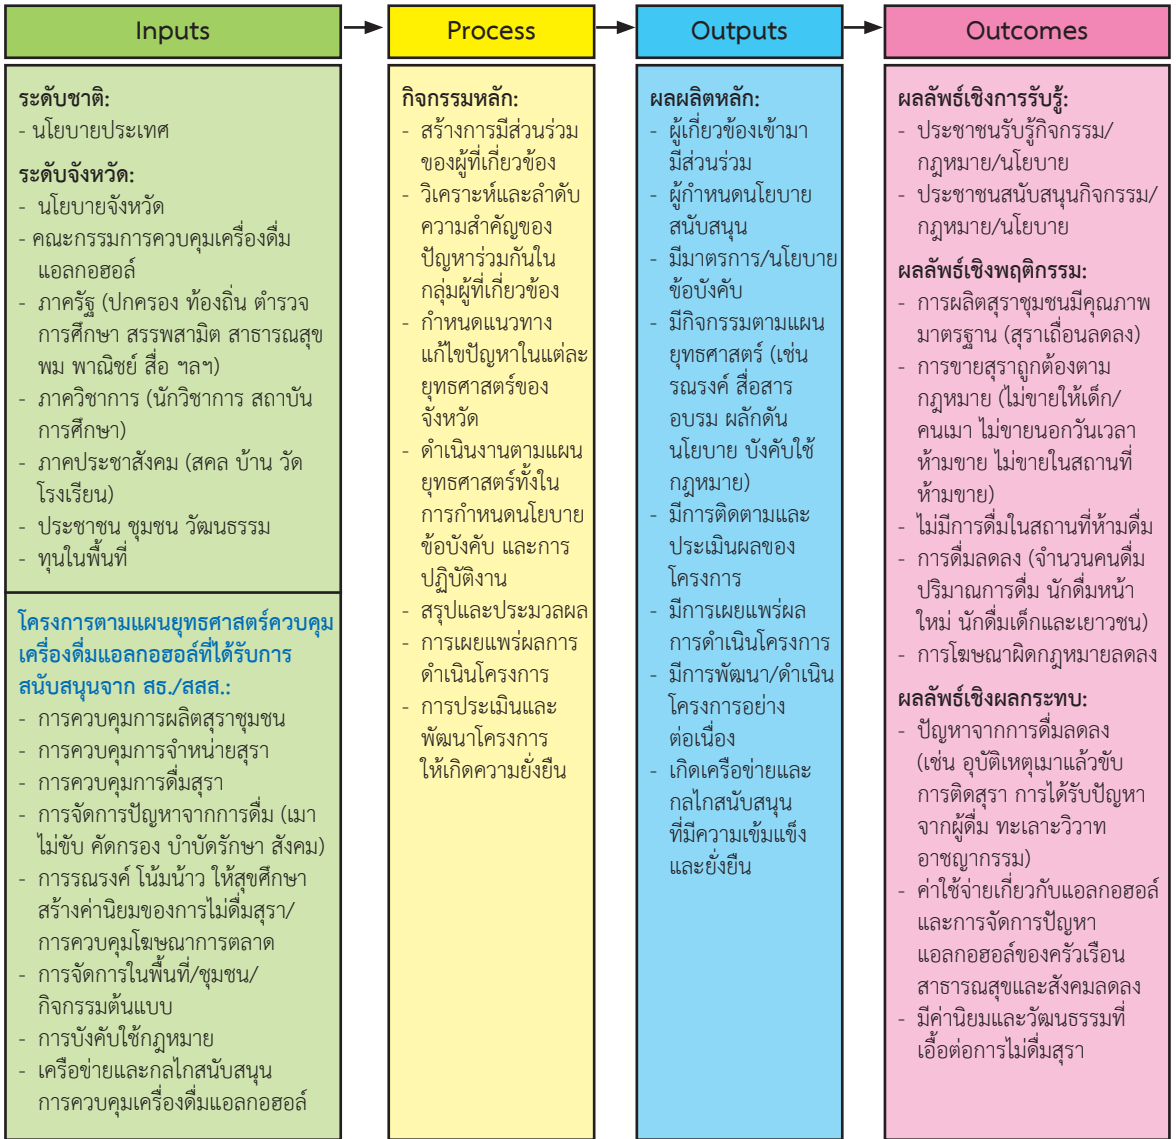 Inputs
ระดับชาติ:
- นโยบายประเทศ
ระดับจังหวัด:
- นโยบายจังหวัด
- คณะกรรมการควบคุมเครื่องดื่ม
แอลกอฮอล์
- ภาครัฐ (ปกครอง ท้องถิ่น ตำรวจ
การศึกษา สรรพสามิต สาธารณสุข
พม พาณิชย์ สื่อ ฯลฯ)
- ภาควิชาการ (นักวิชาการ สถาบัน
การศึกษา)
- ภาคประชาสังคม (สคล บ้าน วัด
โรงเรียน)
- ประชาชน ชุมชน วัฒนธรรม
- ทุนในพื้นที่
โครงการตามแผนยุทธศาสตร์ควบคุม
เครื่องดื่มแอลกอฮอล์ที่ได้รับการ
สนับสนุนจาก สธ./สสส.:
- การควบคุมการผลิตสุราชุมชน
- การควบคุมการจำหน่ายสุรา
- การควบคุมการดื่มสุรา
- การจัดการปัญหาจากการดื่ม (เมา
ไม่ขับ คัดกรอง บำบัดรักษา สังคม)
- การรณรงค์ โน้มน้าว ให้สุขศึกษา
สร้างค่านิยมของการไม่ดื่มสุรา/
การควบคุมโฆษณาการตลาด
- การจัดการในพื้นที่/ชุมชน/
กิจกรรมต้นแบบ
- การบังคับใช้กฎหมาย
- เครือข่ายและกลไกสนับสนุน
การควบคุมเครื่องดื่มแอลกอฮอล์
Process
กิจกรรมหลัก:
- สร้างการมีส่วนร่วม
ของผู้ที่เกี่ยวข้อง
- วิเคราะห์และลำดับ
ความสำคัญของ
ปัญหาร่วมกันใน
กลุ่มผู้ที่เกี่ยวข้อง
- กำหนดแนวทาง
แก้ไขปัญหาในแต่ละ
ยุทธศาสตร์ของ
จังหวัด
- ดำเนินงานตามแผน
ยุทธศาสตร์ทั้งใน
การกำหนดนโยบาย
ข้อบังคับ และการ
ปฏิบัติงาน
- สรุปและประมวลผล
- การเผยแพร่ผลการ
ดำเนินโครงการ
- การประเมินและ
พัฒนาโครงการ
ให้เกิดความยั่งยืน
Outputs
ผลผลิตหลัก:
- ผู้เกี่ยวข้องเข้ามา
มีส่วนร่วม
- ผู้กำหนดนโยบาย
สนับสนุน
- มีมาตรการ/นโยบาย
ข้อบังคับ
- มีกิจกรรมตามแผน
ยุทธศาสตร์ (เช่น
รณรงค์ สื่อสาร
อบรม ผลักดัน
นโยบาย บังคับใช้
กฎหมาย)
- มีการติดตามและ
ประเมินผลของ
โครงการ
- มีการเผยแพร่ผล
การดำเนินโครงการ
- มีการพัฒนา/ดำเนิน
โครงการอย่าง
ต่อเนื่อง
- เกิดเครือข่ายและ
กลไกสนับสนุน
ที่มีความเข้มแข็ง
และยั่งยืน
Outcomes
ผลลัพธ์เชิงการรับรู้:
- ประชาชนรับรู้กิจกรรม/
กฎหมาย/นโยบาย
- ประชาชนสนับสนุนกิจกรรม/
กฎหมาย/นโยบาย
ผลลัพธ์เชิงพฤติกรรม:
- การผลิตสุราชุมชนมีคุณภาพ
มาตรฐาน (สุราเถื่อนลดลง)
- การขายสุราถูกต้องตาม
กฎหมาย (ไม่ขายให้เด็ก/
คนเมา ไม่ขายนอกวันเวลา
ห้ามขาย ไม่ขายในสถานที่
ห้ามขาย)
- ไม่มีการดื่มในสถานที่ห้ามดื่ม
- การดื่มลดลง (จำนวนคนดื่ม
ปริมาณการดื่ม นักดื่มหน้า
ใหม่ นักดื่มเด็กและเยาวชน)
- การโฆษณาผิดกฎหมายลดลง
ผลลัพธ์เชิงผลกระทบ:
- ปัญหาจากการดื่มลดลง
(เช่น อุบัติเหตุเมาแล้วขับ
การติดสุรา การได้รับปัญหา
จากผู้ดื่ม ทะเลาะวิวาท
อาชญากรรม)
- ค่าใช้จ่ายเกี่ยวกับแอลกอฮอล์
และการจัดการปัญหา
แอลกอฮอล์ของครัวเรือน
สาธารณสุขและสังคมลดลง
- มีค่านิยมและวัฒนธรรมที่
เอื้อต่อการไม่ดื่มสุรา